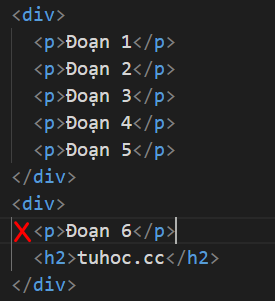 <div>
<p>Đoạn 1</p>
<p>Đoạn 2</p>
<p>Đoạn 3</p>
<p>Đoạn 4</p>
<p>Đoạn 5</p>
</div>
<div>
<p>Đoạn 6</p>
<h2>tuhoc.cc</h2>
</div>